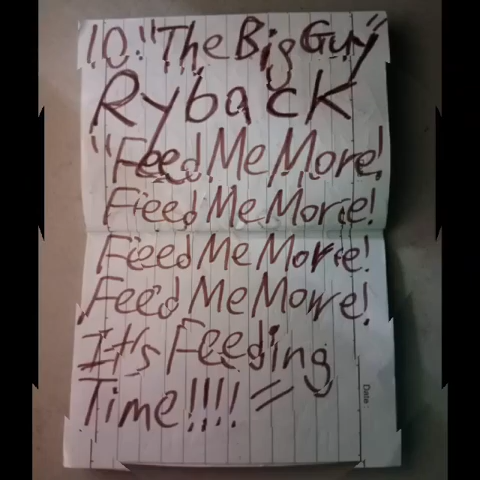 10. "The Big Guy"
Ryback
"Feed Me More!
Feed Me More!
Feed Me More!
Feed Me More!
It's Feeding
Time!!!! "
Date: